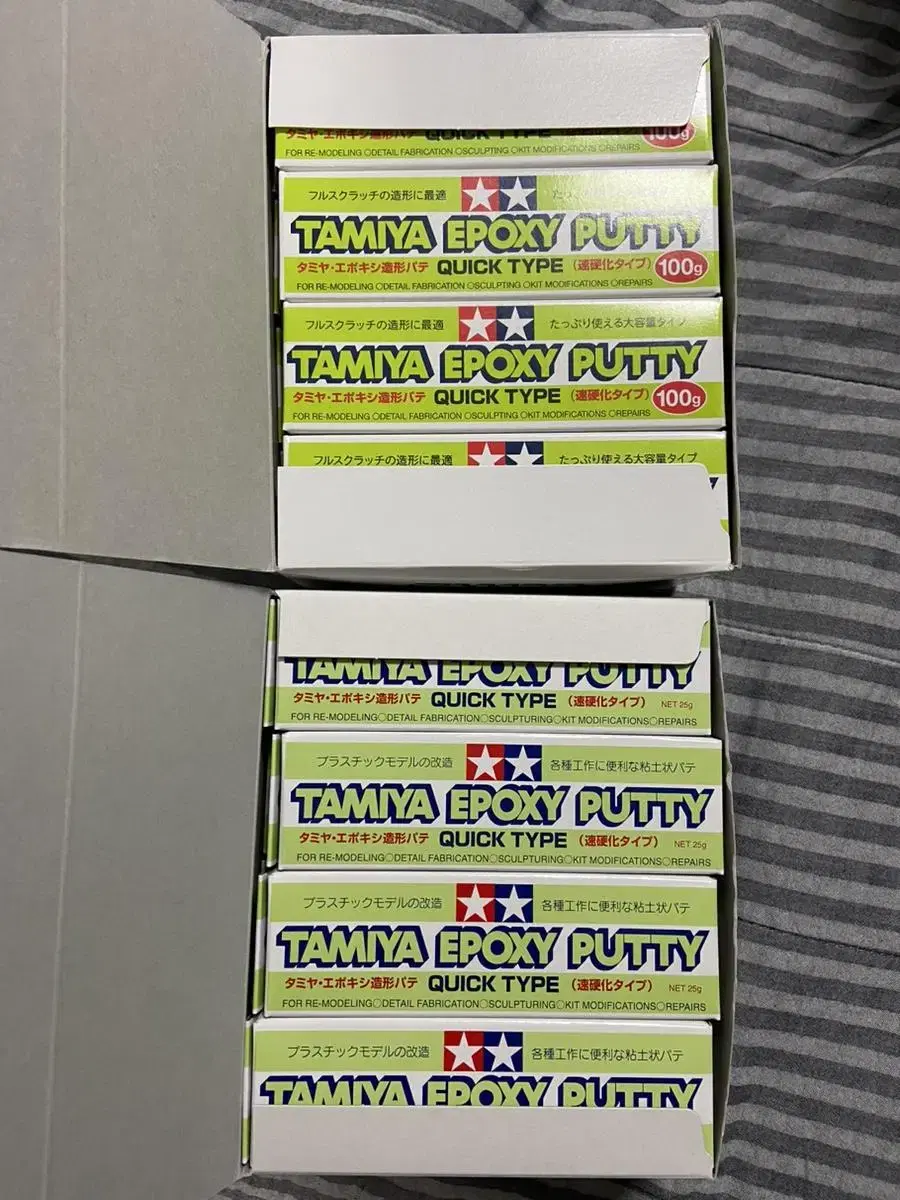 タミヤ・エポキシ造形パテ QUICK TYPE 100g
FOR RE-MODELING○DETAIL FABRICATION○SCULPTING○KIT MODIFICATIONS○REPAIRS
フルスクラッチの造形に最適 たっ
TAMIYA EPOXY PUTTY
タミヤ・エポキシ造形パテ QUICK TYPE (速硬化タイプ) 100g
FOR RE-MODELING○DETAIL FABRICATION○SCULPTING○KIT MODIFICATIONS○REPAIRS
フルスクラッチの造形に最適 たっぷり使える大容量タイプ
TAMIYA EPOXY PUTTY
タミヤ・エポキシ造形パテ QUICK TYPE (速硬化タイプ) 100g
FOR RE-MODELING○DETAIL FABRICATION○SCULPTING○KIT MODIFICATIONS○REPAIRS
フルスクラッチの造形に最適 たっぷり使える大容量タイプ
TAMIYA EPOXY PUTTY
タミヤ・エポキシ造形パテ QUICK TYPE (速硬化タイプ) NET 25g
FOR RE-MODELING○DETAIL FABRICATION○SCULPTURING○KIT MODIFICATIONS○REPAIRS
プラスチックモデルの改造 各種工作に便利な粘土状パテ
TAMIYA EPOXY PUTTY
タミヤ・エポキシ造形パテ QUICK TYPE (速硬化タイプ) NET 25g
FOR RE-MODELING○DETAIL FABRICATION○SCULPTURING○KIT MODIFICATIONS○REPAIRS
プラスチックモデルの改造 各種工作に便利な粘土状パテ
TAMIYA EPOXY PUTTY
タミヤ・エポキシ造形パテ QUICK TYPE (速硬化タイプ) NET 25g
FOR RE-MODELING○DETAIL FABRICATION○SCULPTURING○KIT MODIFICATIONS○REPAIRS
プラスチックモデルの改造 各種工作に便利な粘土状パテ
TAMIYA EPOXY PUTTY